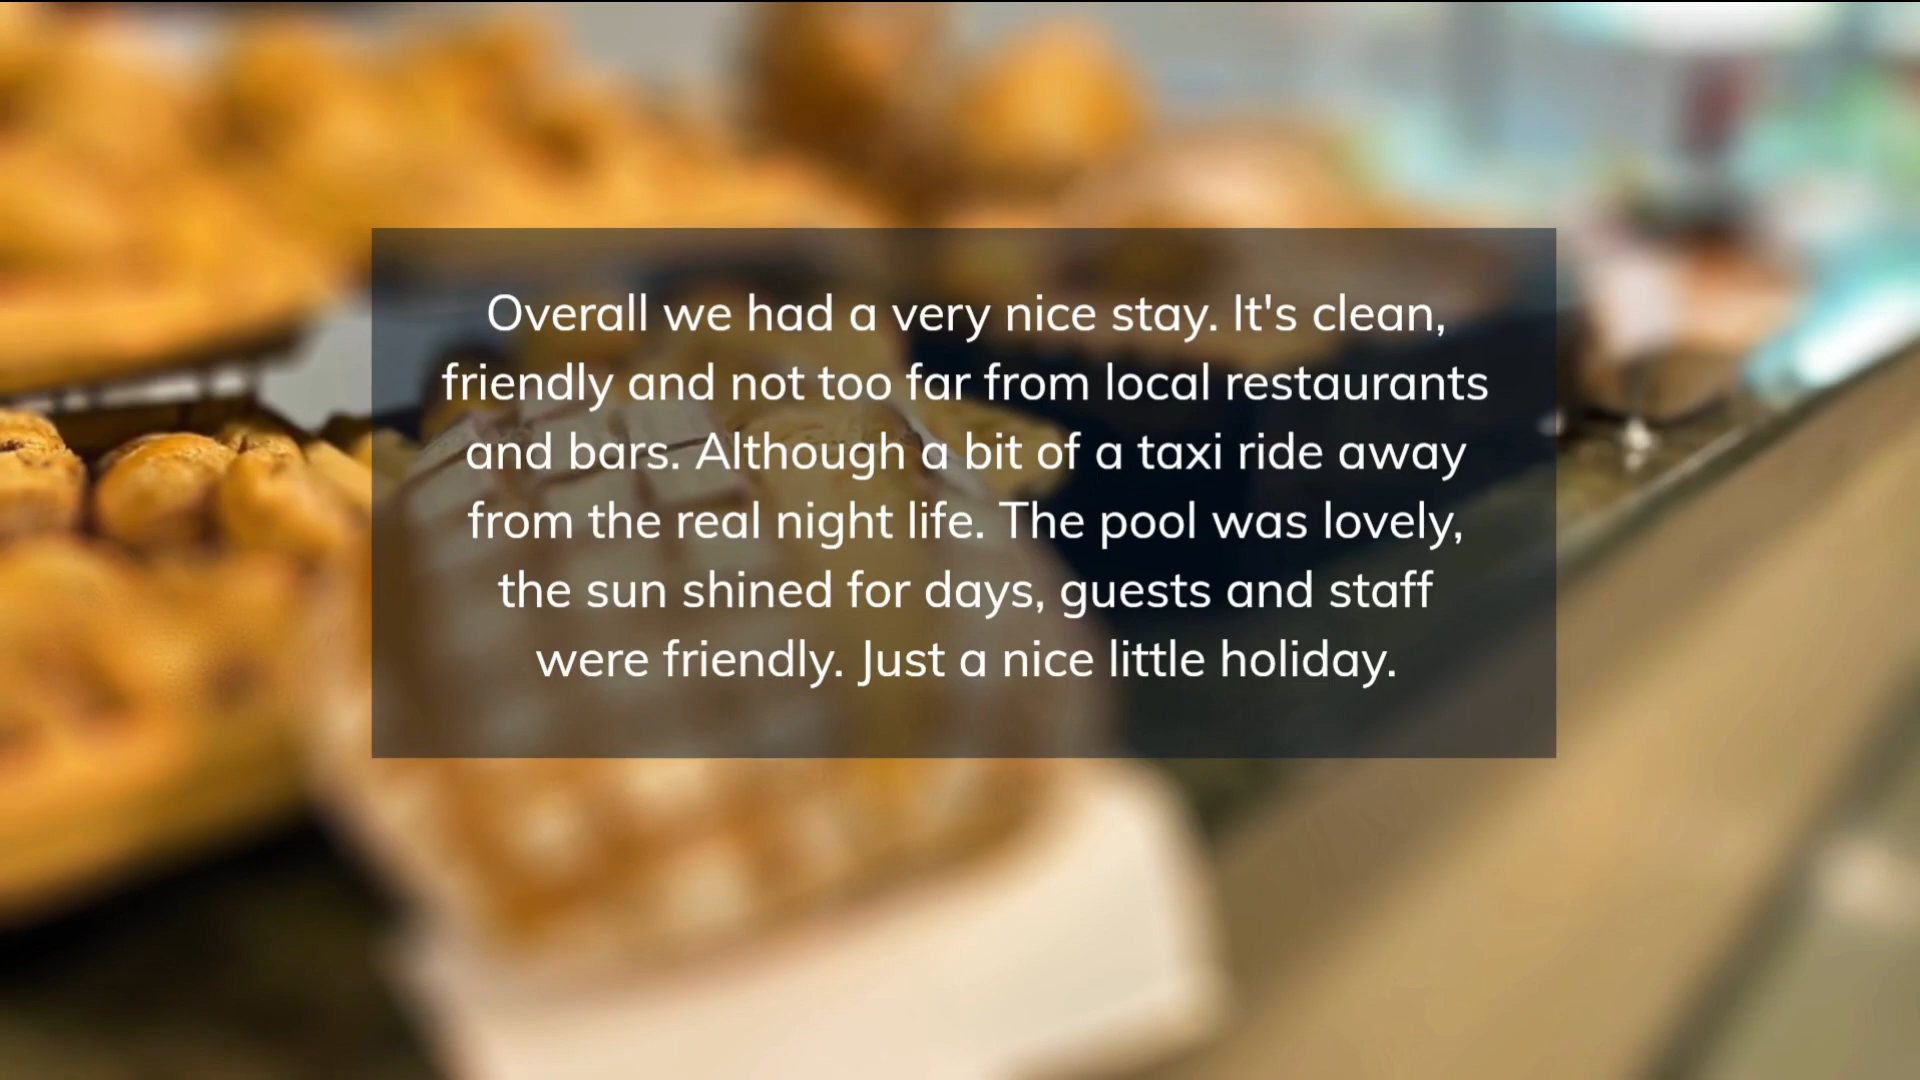 Overall we had a very nice stay. It's clean,
friendly and not too far from local restaurants
and bars. Although a bit of a taxi ride away
from the real night life. The pool was lovely,
the sun shined for days, guests and staff
were friendly. Just a nice little holiday.